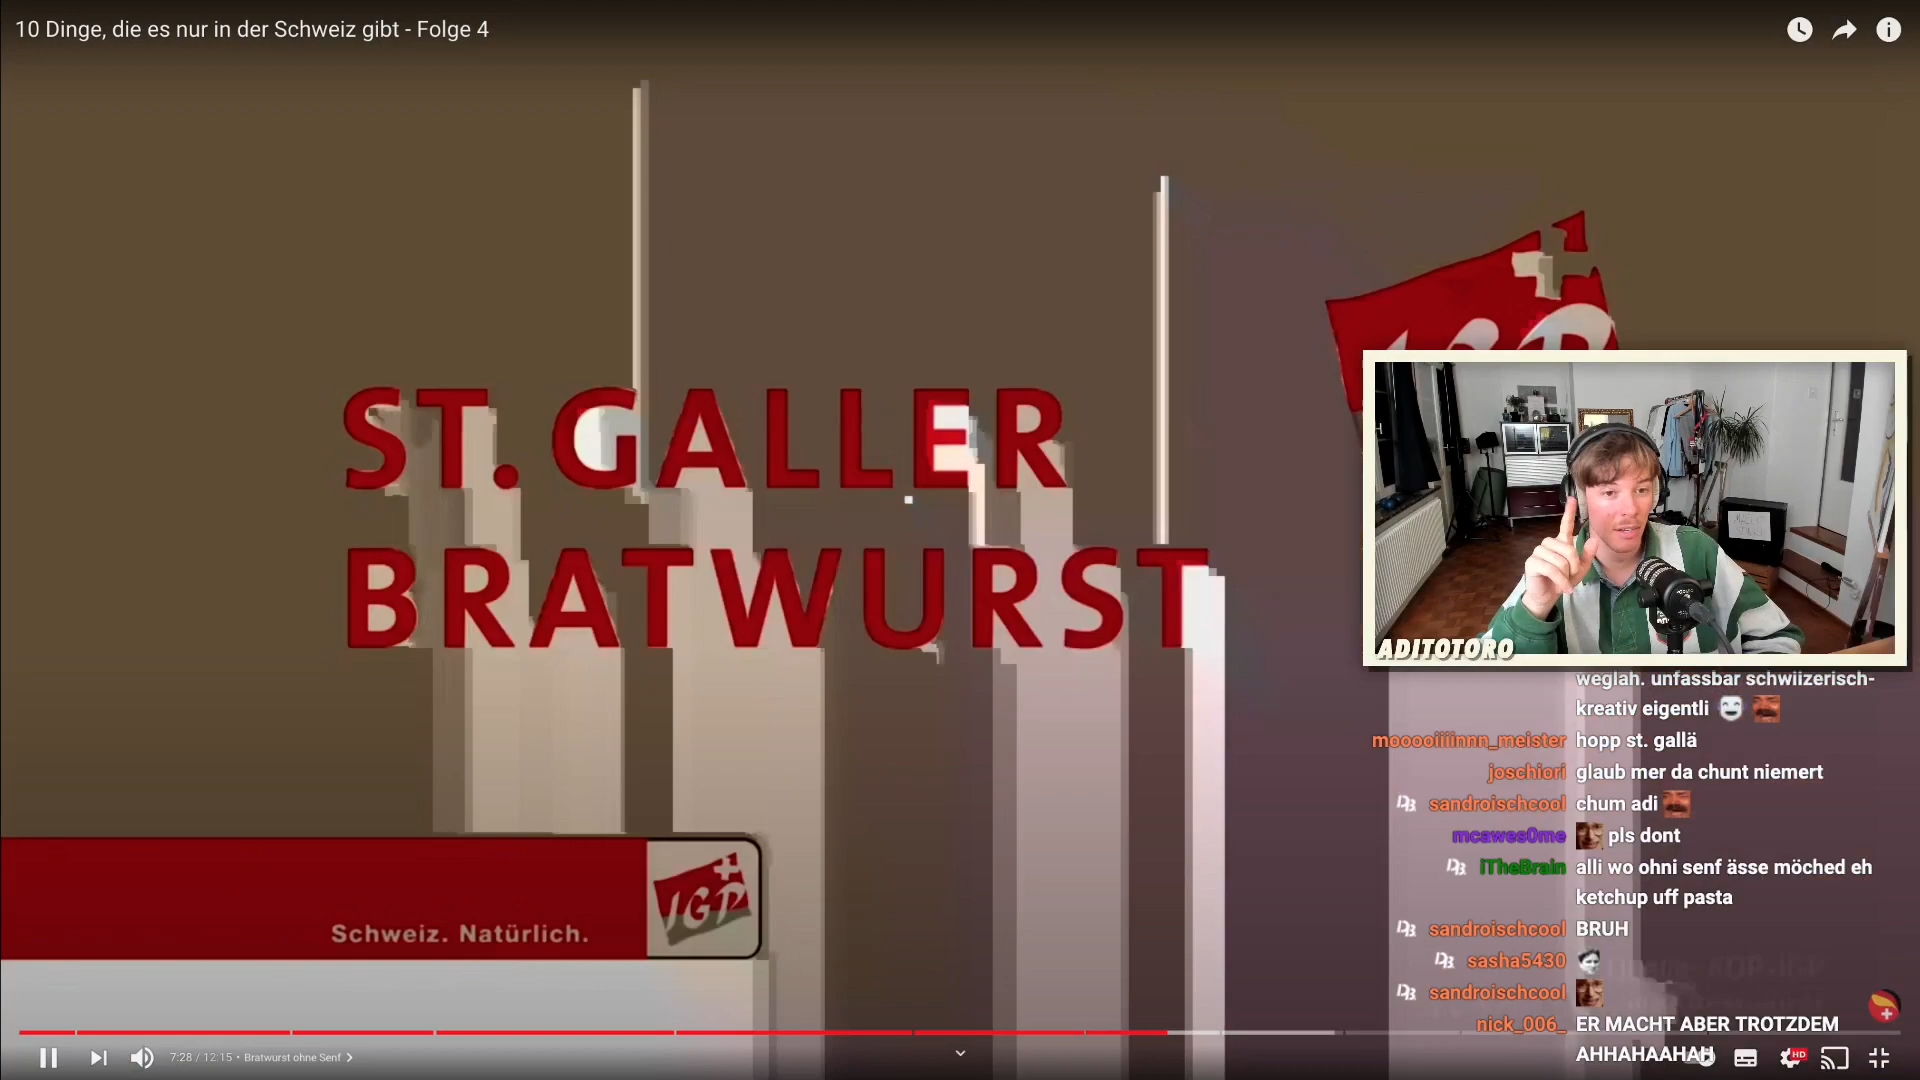 10 Dinge, die es nur in der Schweiz gibt - Folge 4
ST. GALLER
BRATWURST
IGP
ADITOTORO
weglah. unfassbar schwiizerisch-
kreativ eigentli
mooooiiiinnn_meister hopp st. gallä
joschiori glaub mer da chunt niemert
sandroischcool chum adi
mcawes0me pls dont
iTheBrain alli wo ohni senf ässe möched eh
ketchup uff pasta
sandroischcool BRUH
sasha5430
sandroischcool
nick_006_ ER MACHT ABER TROTZDEM
AHHAHAAHAH
Schweiz. Natürlich.
IGP
7:28 / 12:15 • Bratwurst ohne Senf
HD